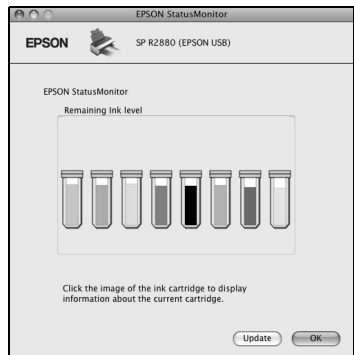 EPSON StatusMonitor
EPSON
SP R2880 (EPSON USB)
EPSON StatusMonitor
Remaining Ink level
Click the image of the ink cartridge to display
information about the current cartridge.
Update
OK